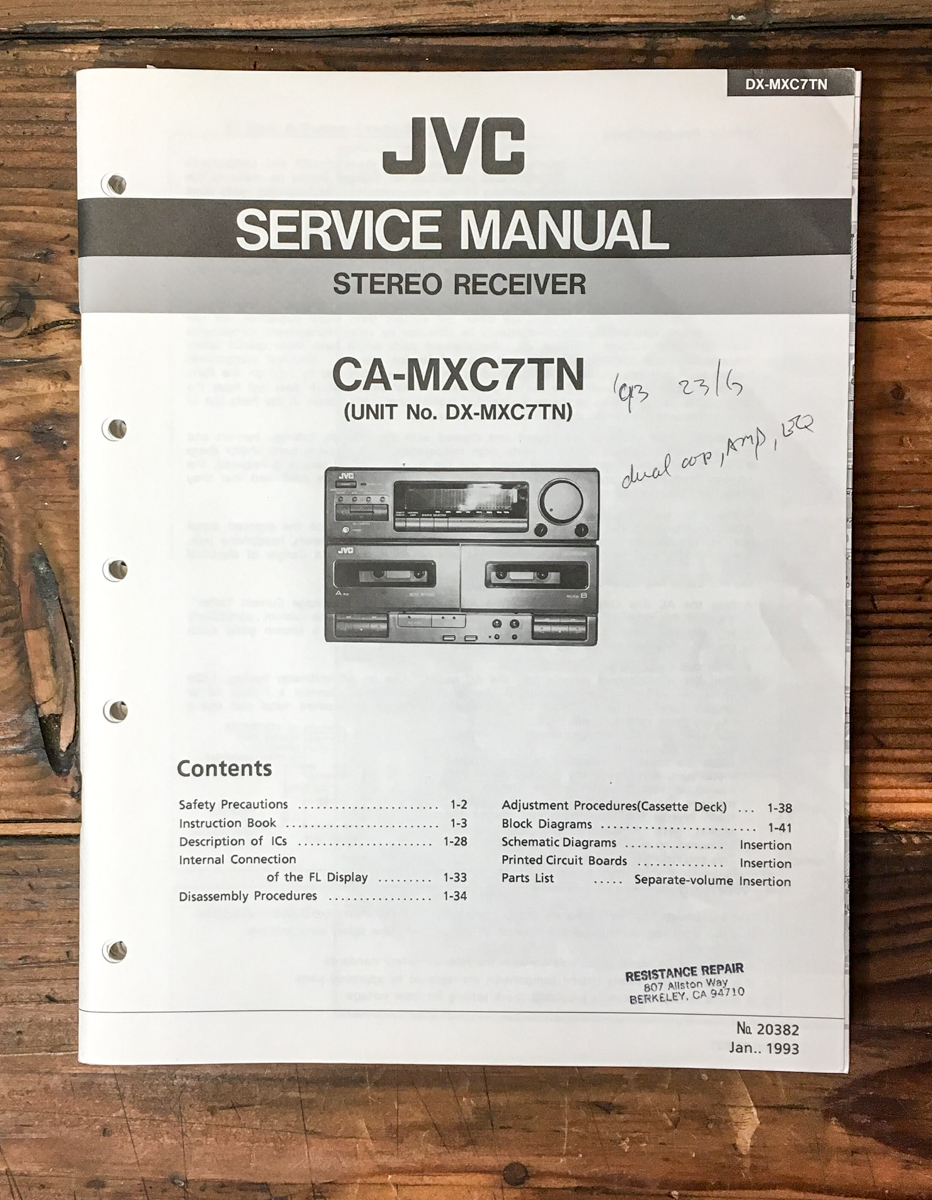 DX-MXC7TN
JVC
SERVICE MANUAL
STEREO RECEIVER
CA-MXC7TN
(UNIT No. DX-MXC7TN)
'93 23/6
dual , Amp, EQ
JVC
JVC
A
B
Contents
Safety Precautions ....................... 1-2
Instruction Book ......................... 1-3
Description of ICs ...................... 1-28
Internal Connection
of the FL Display ......... 1-33
Disassembly Procedures ................. 1-34
Adjustment Procedures(Cassette Deck) ... 1-38
Block Diagrams ......................... 1-41
Schematic Diagrams ................ Insertion
Printed Circuit Boards .............. Insertion
Parts List ..... Separate-volume Insertion
RESISTANCE REPAIR
807 Allston Way
BERKELEY, CA 94710
No. 20382
Jan.. 1993